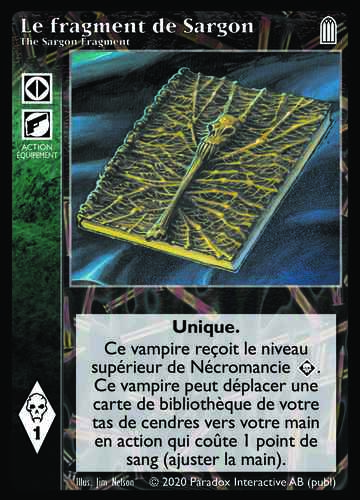 Le fragment de Sargon
The Sargon Fragment
ACTION
ÉQUIPEMENT
Unique.
Ce vampire reçoit le niveau
supérieur de Nécromancie.
Ce vampire peut déplacer une
carte de bibliothèque de votre
tas de cendres vers votre main
en action qui coûte 1 point de
sang (ajuster la main).
1
Illus. Jim Nelson © 2020 Paradox Interactive AB (publ)